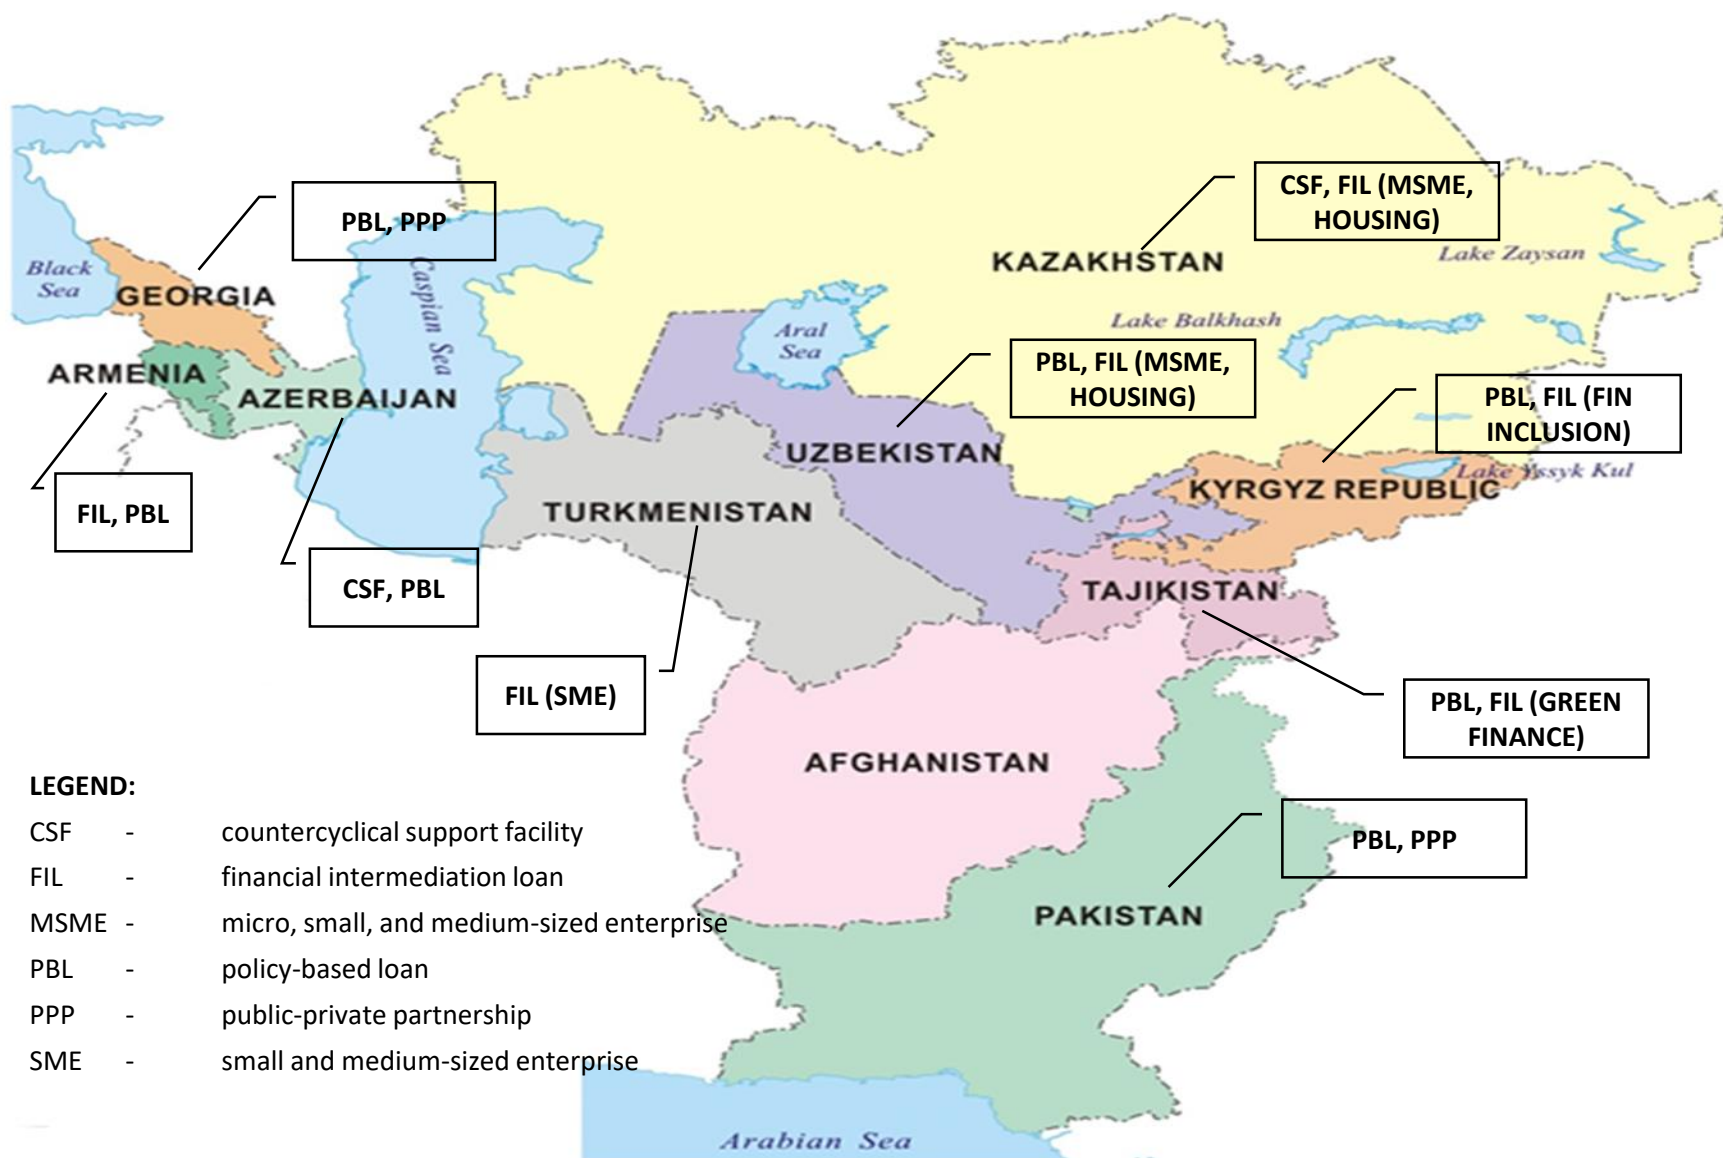 CSF, FIL (MSME,
HOUSING)
PBL, PPP
KAZAKHSTAN
Lake Zaysan
Black
Sea
GEORGIA
Caspian Sea
Aral
Sea
Lake Balkhash
PBL, FIL (MSME,
HOUSING)
ARMENIA
AZERBAIJAN
PBL, FIL (FIN
INCLUSION)
UZBEKISTAN
Lake Yssyk Kul
KYRGYZ REPUBLIC
FIL, PBL
TURKMENISTAN
CSF, PBL
TAJIKISTAN
FIL (SME)
PBL, FIL (GREEN
FINANCE)
AFGHANISTAN
PBL, PPP
PAKISTAN
LEGEND:
CSF - countercyclical support facility
FIL - financial intermediation loan
MSME - micro, small, and medium-sized enterprise
PBL - policy-based loan
PPP - public-private partnership
SME - small and medium-sized enterprise
Arabian Sea